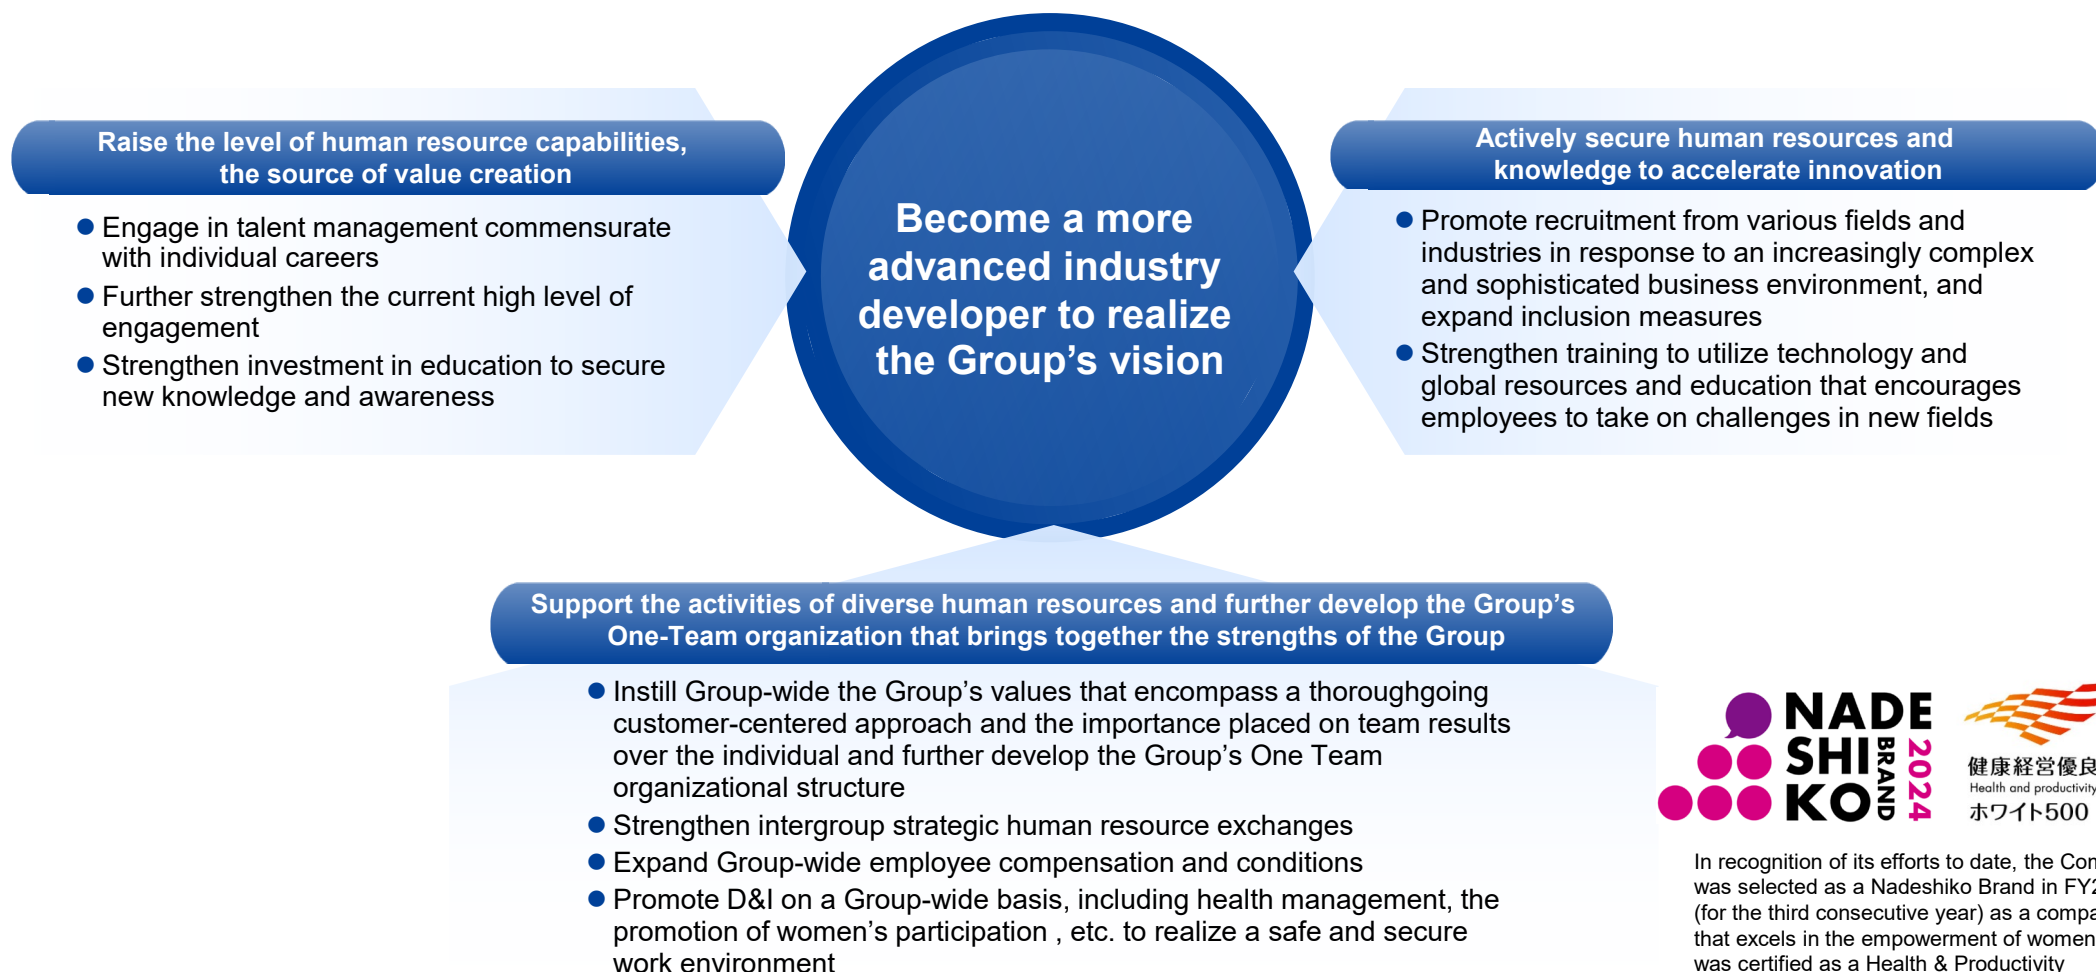 Raise the level of human resource capabilities,
the source of value creation
● Engage in talent management commensurate
with individual careers
● Further strengthen the current high level of
engagement
● Strengthen investment in education to secure
new knowledge and awareness
Become a more
advanced industry
developer to realize
the Group’s vision
Actively secure human resources and
knowledge to accelerate innovation
● Promote recruitment from various fields and
industries in response to an increasingly complex
and sophisticated business environment, and
expand inclusion measures
● Strengthen training to utilize technology and
global resources and education that encourages
employees to take on challenges in new fields
Support the activities of diverse human resources and further develop the Group’s
One-Team organization that brings together the strengths of the Group
● Instill Group-wide the Group’s values that encompass a thoroughgoing
customer-centered approach and the importance placed on team results
over the individual and further develop the Group’s One Team
organizational structure
● Strengthen intergroup strategic human resource exchanges
● Expand Group-wide employee compensation and conditions
● Promote D&I on a Group-wide basis, including health management, the
promotion of women’s participation , etc. to realize a safe and secure
work environment
NADE
SHI
KO
BRAND
2024
健康経営優良
Health and productivity
ホワイト500
In recognition of its efforts to date, the
was selected as a Nadeshiko Brand in
(for the third consecutive year) as a
that excels in the empowerment of women
was certified as a Health & Productivity